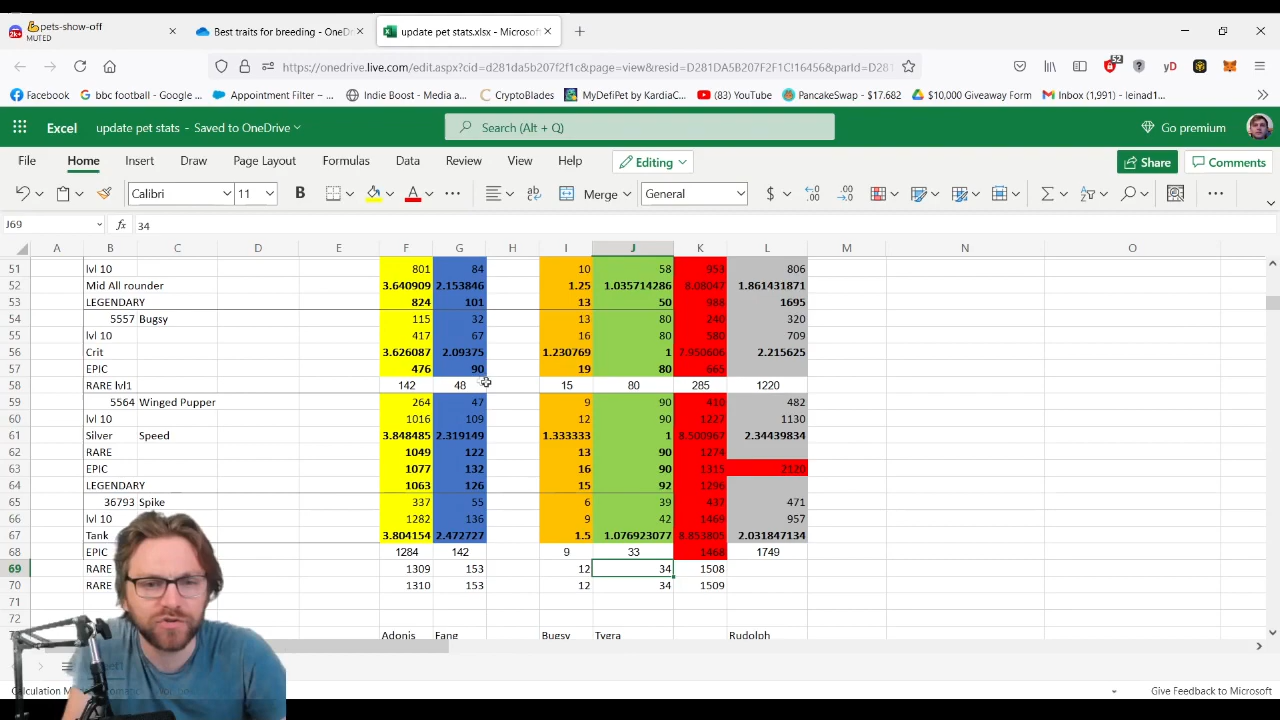 pets-show-off
MUTED
Best traits for breeding - OneDr
update pet stats.xlsx - Microsof
https://onedrive.live.com/edit.aspx?cid=d281da5b207f2f1c&page=view&resid=D281DA5B207F2F1C!16456&parId=D281
52
yD
Facebook
bbc football - Google ...
Appointment Filter – ...
Indie Boost - Media a...
CryptoBlades
MyDefiPet by KardiaC...
(83) YouTube
PancakeSwap - $17.682
$10,000 Giveaway Form
Inbox (1,991) - leinad1...
Excel
update pet stats - Saved to OneDrive
Search (Alt + Q)
Go premium
File Home Insert Draw Page Layout Formulas Data Review View Help
Editing
Share
Comments
Calibri 11 B A Merge General $
J69 fx 34
A B C D E F G H I J K L M N O
51 lvl 10 801 84 10 58 953 806
52 Mid All rounder 3.640909 2.153846 1.25 1.035714286 8.08047 1.861431871
53 LEGENDARY 824 101 13 50 988 1695
54 5557 Bugsy 115 32 13 80 240 320
55 lvl 10 417 67 16 80 580 709
56 Crit 3.626087 2.09375 1.230769 1 7.950606 2.215625
57 EPIC 476 90 19 80 665
58 RARE lvl1 142 48 15 80 285 1220
59 5564 Winged Pupper 264 47 9 90 410 482
60 lvl 10 1016 109 12 90 1227 1130
61 Silver Speed 3.848485 2.319149 1.333333 1 8.500967 2.34439834
62 RARE 1049 122 13 90 1274
63 EPIC 1077 132 16 90 1315 2120
64 LEGENDARY 1063 126 15 92 1296
65 36793 Spike 337 55 6 39 437 471
66 lvl 10 1282 136 9 42 1469 957
67 Tank 3.804154 2.472727 1.5 1.076923077 8.853805 2.031847134
68 EPIC 1284 142 9 33 1468 1749
69 RARE 1309 153 12 34 1508
70 RARE 1310 153 12 34 1509
71
72
Adonis Fang Bugsy Tygra Rudolph
Give Feedback to Microsoft